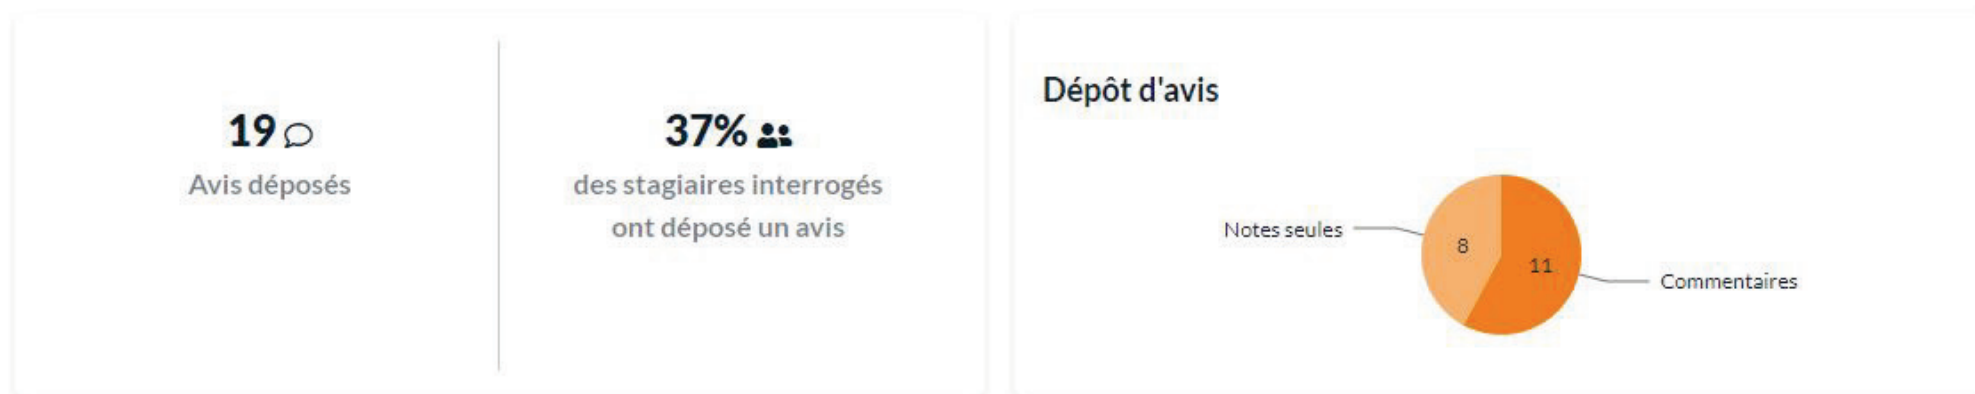 19
Avis déposés
37%
des stagiaires interrogés
ont déposé un avis
Dépôt d'avis
Notes seules
8
11
Commentaires